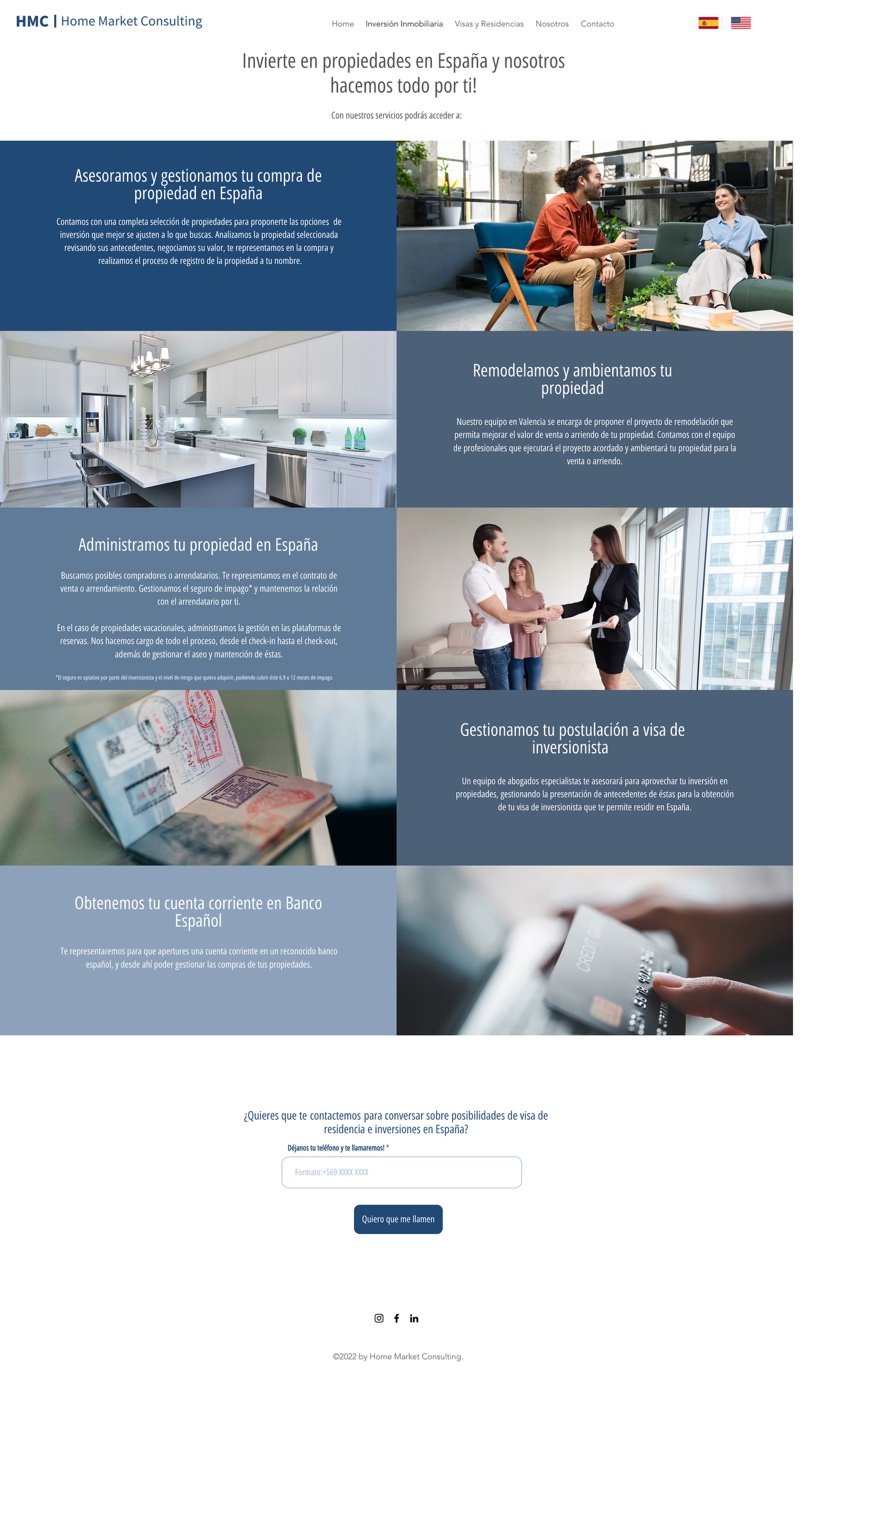 HMC | Home Market Consulting
Home Inversión Inmobiliaria Visas y Residencias Nosotros Contacto
Invierte en propiedades en España y nosotros
hacemos todo por ti!
Con nuestros servicios podrás acceder a:
Asesoramos y gestionamos tu compra de
propiedad en España
Contamos con una completa selección de propiedades para proponerte las opciones de
inversión que mejor se ajusten a lo que buscas. Analizamos la propiedad seleccionada
revisando sus antecedentes, negociamos su valor, te representamos en la compra y
realizamos el proceso de registro de la propiedad a tu nombre.
Remodelamos y ambientamos tu
propiedad
Nuestro equipo en Valencia se encarga de proponer el proyecto de remodelación que
permita mejorar el valor de venta o arriendo de tu propiedad. Contamos con el equipo
de profesionales que ejecutará el proyecto acordado y ambientará tu propiedad para la
venta o arriendo.
Administramos tu propiedad en España
Buscamos posibles compradores o arrendatarios. Te representamos en el contrato de
venta o arrendamiento. Gestionamos el seguro de impago* y mantenemos la relación
con el arrendatario por ti.
En el caso de propiedades vacacionales, administramos la gestión en las plataformas de
reservas. Nos hacemos cargo de todo el proceso, desde el check-in hasta el check-out,
además de gestionar el aseo y mantención de éstas.
*El seguro es optativo por parte del inversionista y el nivel de riesgo que quiera adquirir, pudiendo cubrir éste 6,9 o 12 meses de impago.
Gestionamos tu postulación a visa de
inversionista
Un equipo de abogados especialistas te asesorará para aprovechar tu inversión en
propiedades, gestionando la presentación de antecedentes de éstas para la obtención
de tu visa de inversionista que te permite residir en España.
Obtenemos tu cuenta corriente en Banco
Español
Te representaremos para que apertures una cuenta corriente en un reconocido banco
español, y desde ahí poder gestionar las compras de tus propiedades.
CREDIT CARD
¿Quieres que te contactemos para conversar sobre posibilidades de visa de
residencia e inversiones en España?
Déjanos tu teléfono y te llamaremos! *
Formato:+569 XXXX XXXX
Quiero que me llamen
©2022 by Home Market Consulting.